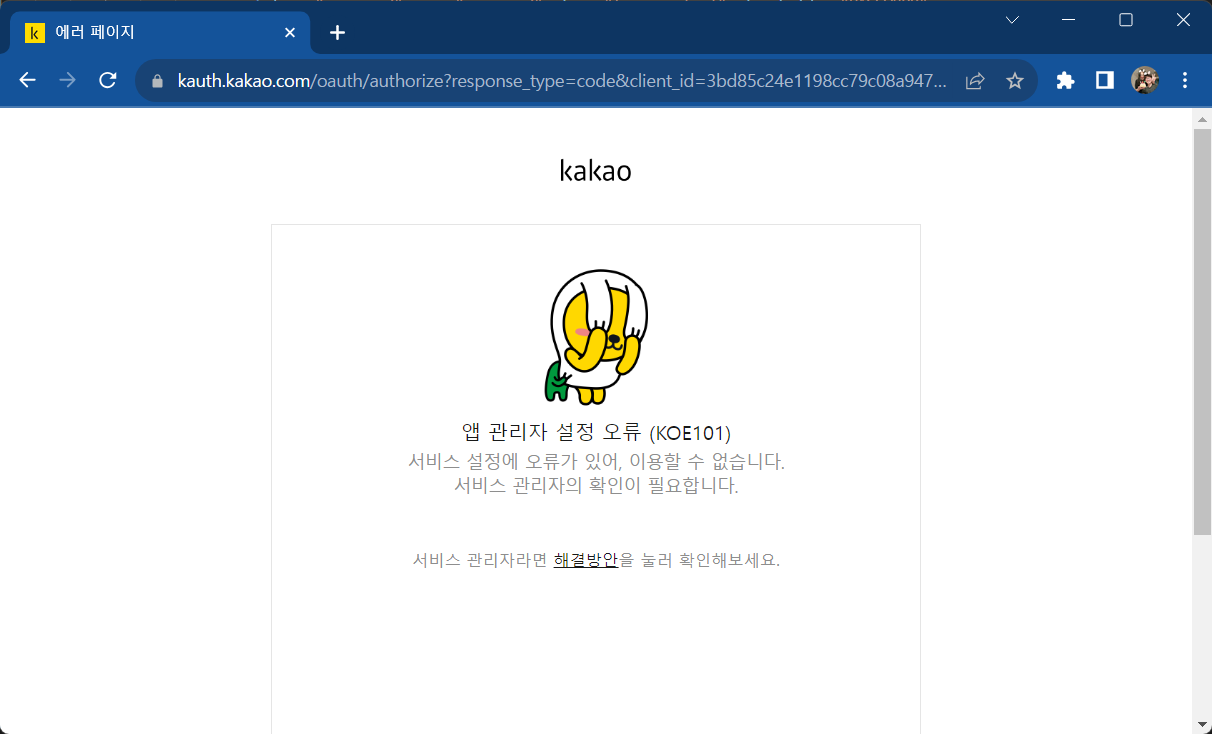 k 에러 페이지
kauth.kakao.com/oauth/authorize?response_type=code&client_id=3bd85c24e1198cc79c08a947...
kakao
앱 관리자 설정 오류 (KOE101)
서비스 설정에 오류가 있어, 이용할 수 없습니다.
서비스 관리자의 확인이 필요합니다.
서비스 관리자라면 해결방안을 눌러 확인해보세요.